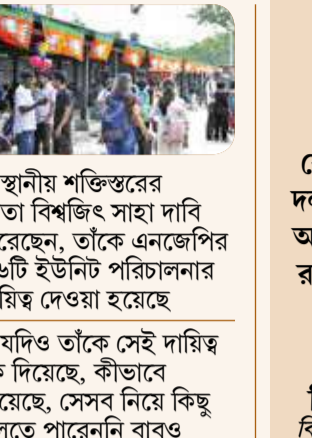 স্থানীয় শক্তিস্তরের
তা বিশ্বজিৎ সাহা দাবি
রেছেন, তাঁকে এনজেপির
৬টি ইউনিট পরিচালনার
য়িত্ব দেওয়া হয়েছে
যদিও তাঁকে সেই দায়িত্ব
ক দিয়েছে, কীভাবে
য়েছে, সেসব নিয়ে কিছু
লতে পারেননি বাবুও